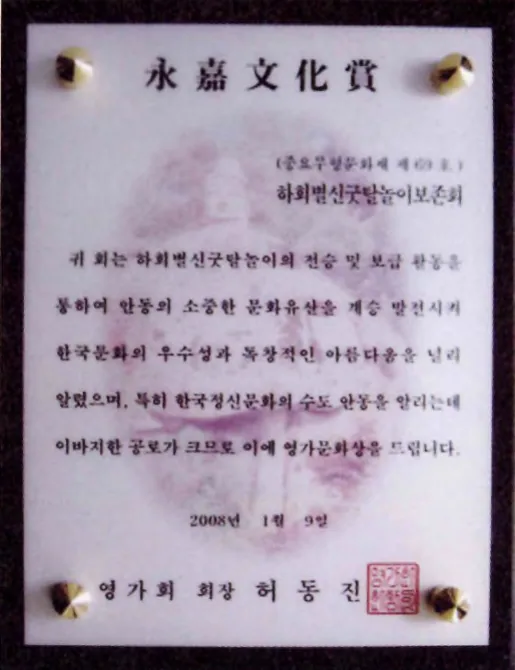 永嘉文化賞
(중요무형문화재 제69호)
하회별신굿탈놀이보존회
귀 회는 하회별신굿탈놀이의 전승 및 보급 활동을
통하여 안동의 소중한 문화유산을 계승 발전시켜
한국문화의 우수성과 독창적인 아름다움을 널리
알렸으며, 특히 한국정신문화의 수도 안동을 알리는데
이바지한 공로가 크므로 이에 영가문화상을 드립니다.
2008년 1월 9일
영가회 회장 허동진